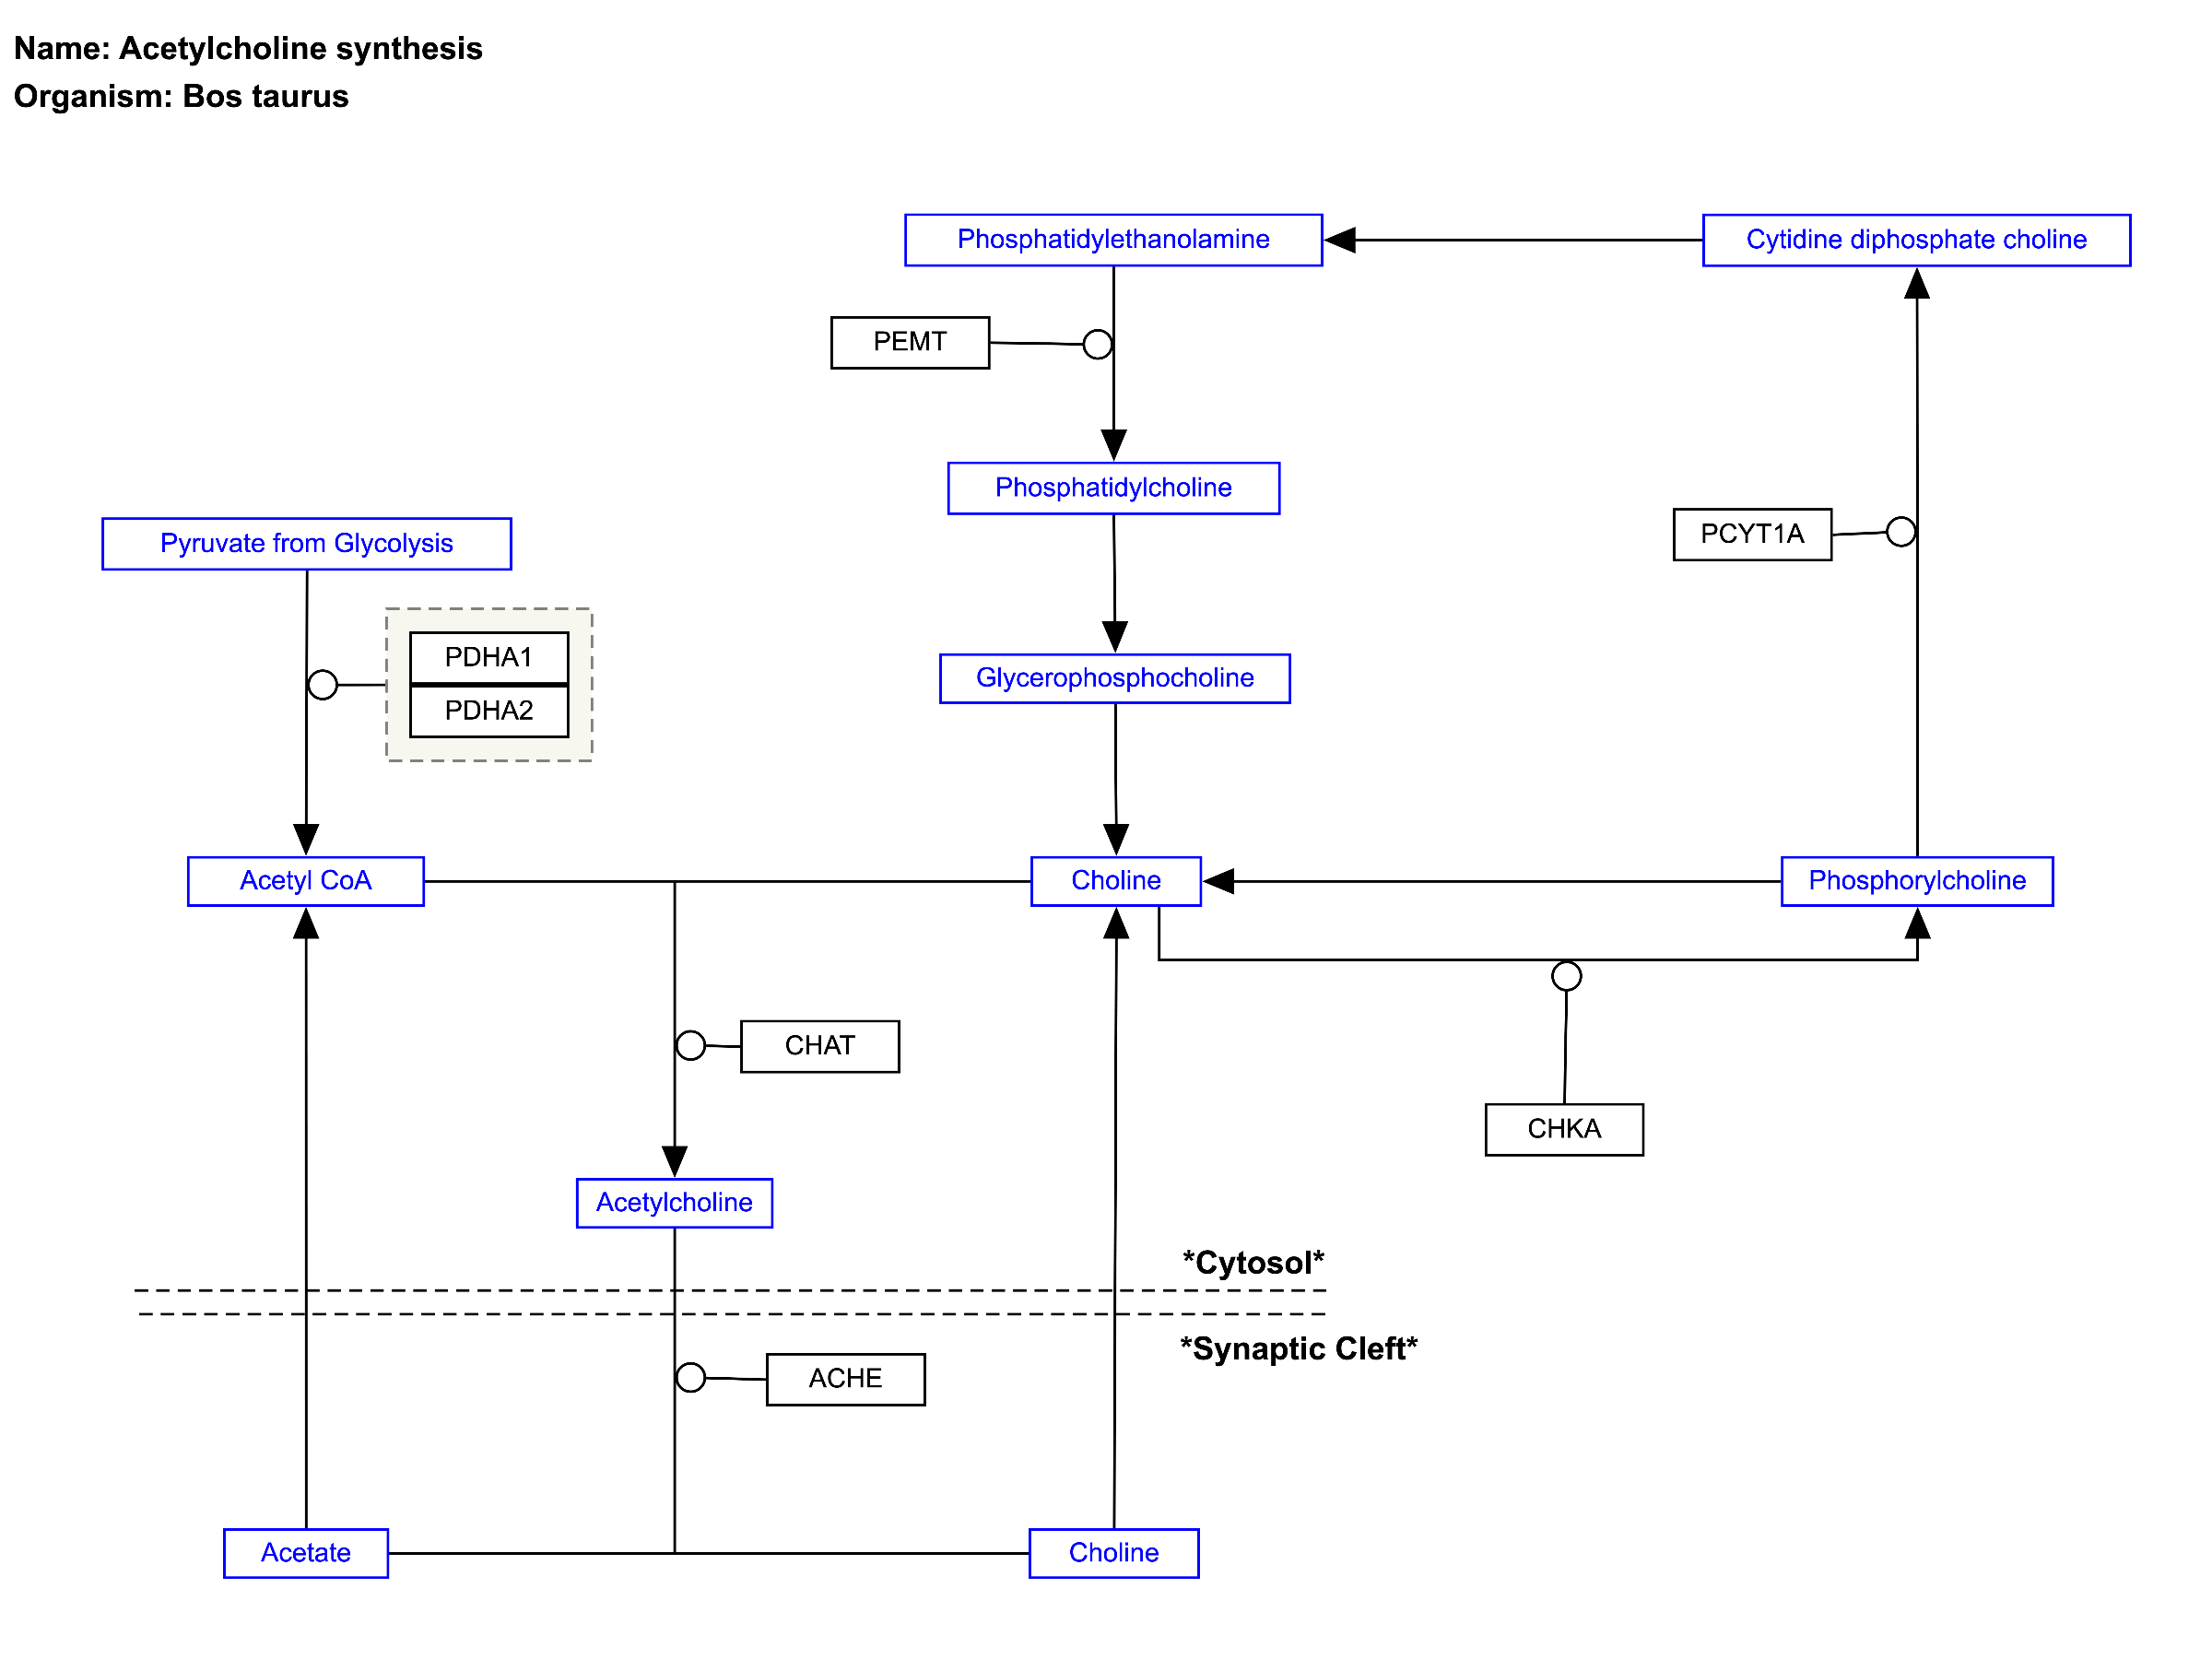 Name: Acetylcholine synthesis
Organism: Bos taurus
Phosphatidylethanolamine
Cytidine diphosphate choline
PEMT
Phosphatidylcholine
Pyruvate from Glycolysis
PCYT1A
PDHA1
PDHA2
Glycerophosphocholine
Acetyl CoA
Choline
Phosphorylcholine
CHAT
CHKA
Acetylcholine
*Cytosol*
*Synaptic Cleft*
ACHE
Acetate
Choline